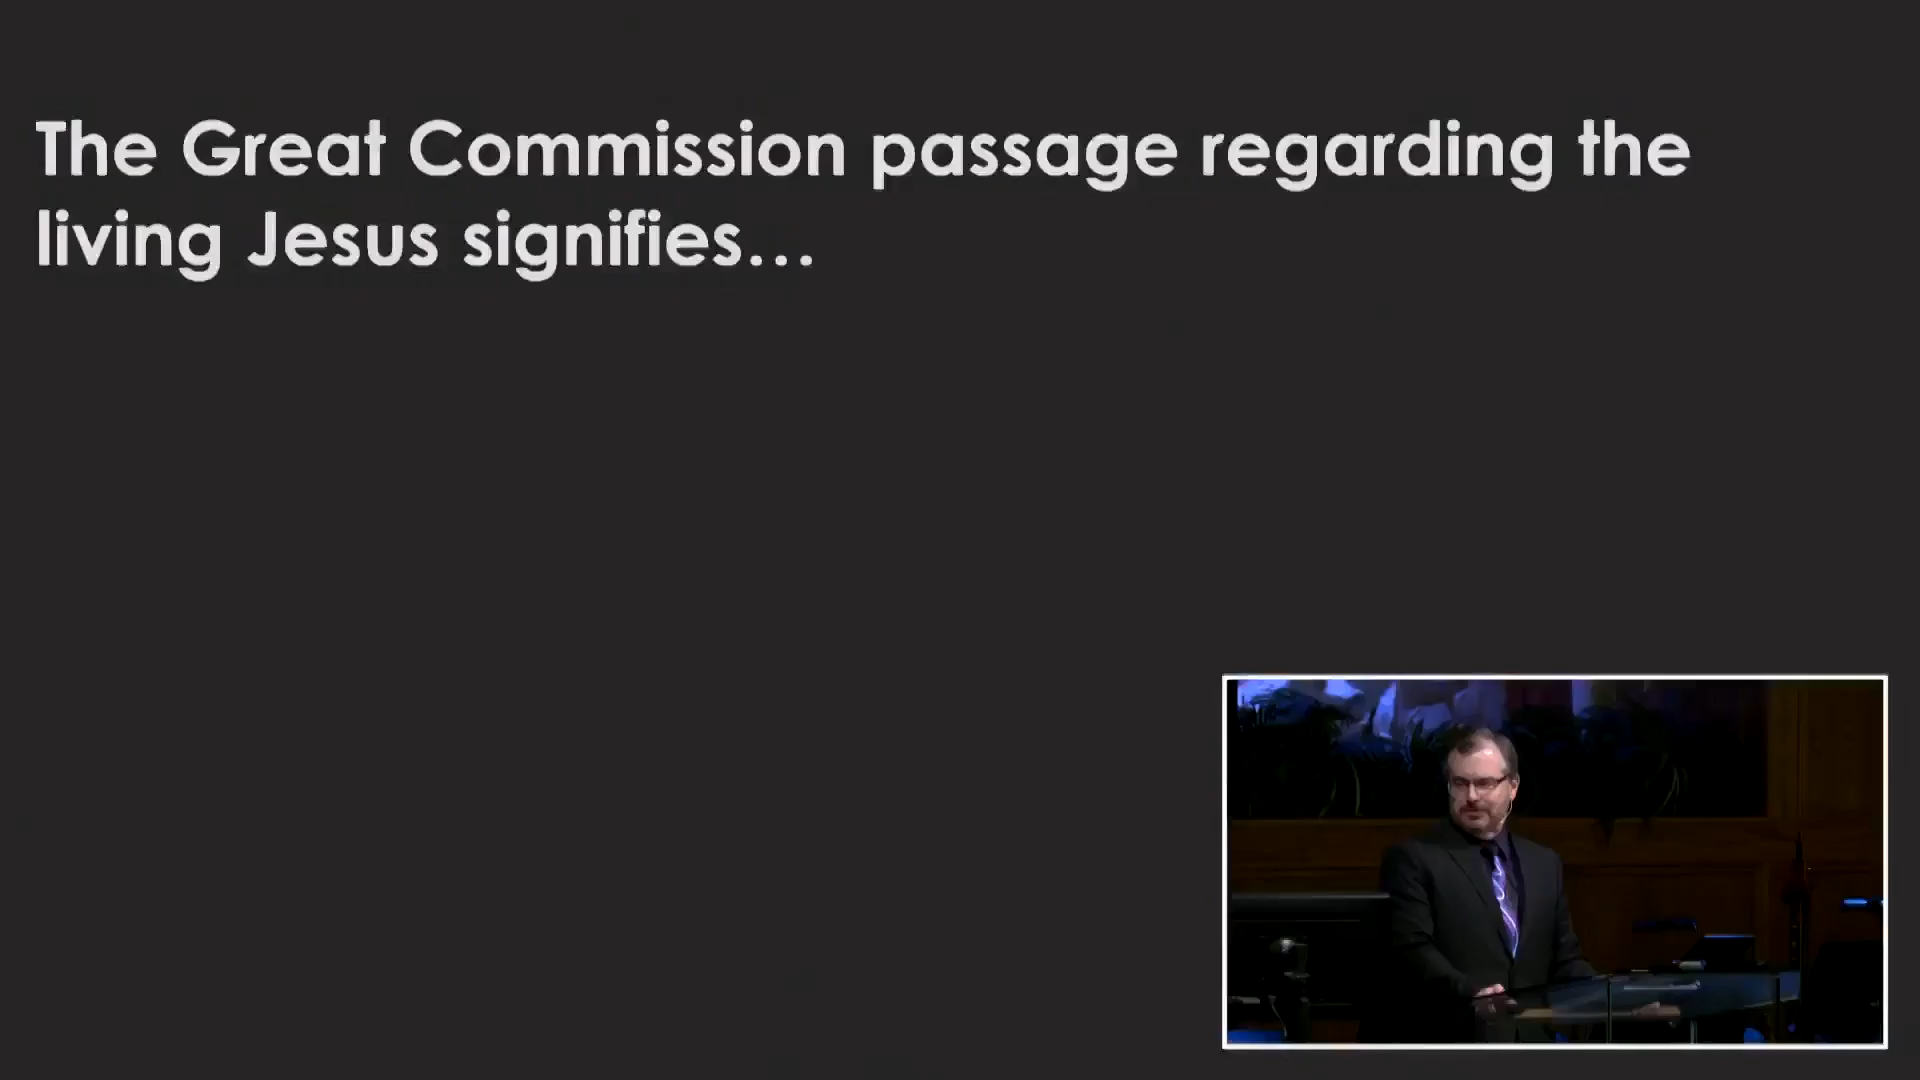 The Great Commission passage regarding the
living Jesus signifies...